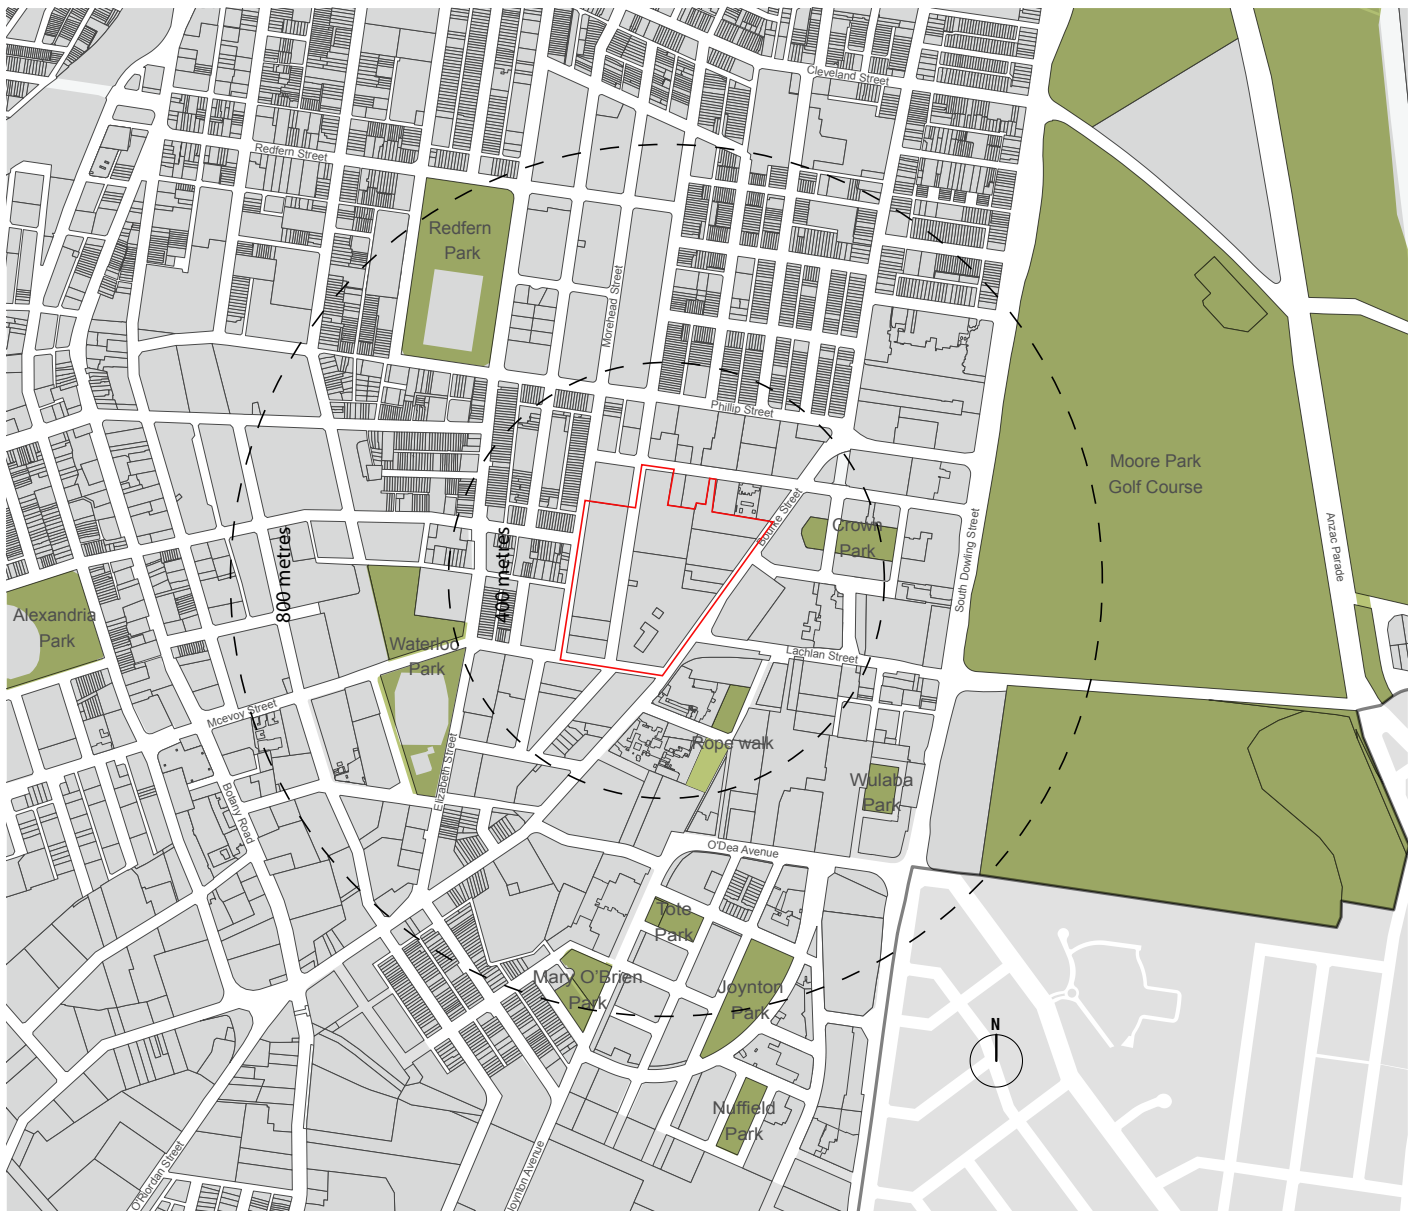 Cleveland Street
Redfern Street
Redfern
Park
Morehead Street
Phillip Street
Moore Park
Golf Course
Bourke Street
Crown
Park
South Dowling Street
Anzac Parade
800 metres
400 metres
Alexandria
Park
Waterloo
Park
Lachlan Street
Mcevoy Street
Elizabeth Street
Rope walk
Wulaba
Park
Botany Road
O'Dea Avenue
Tote
Park
Mary O'Brien
Park
Joynton
Park
N
Nuffield
Park
O'Riordan Street
Joynton Avenue